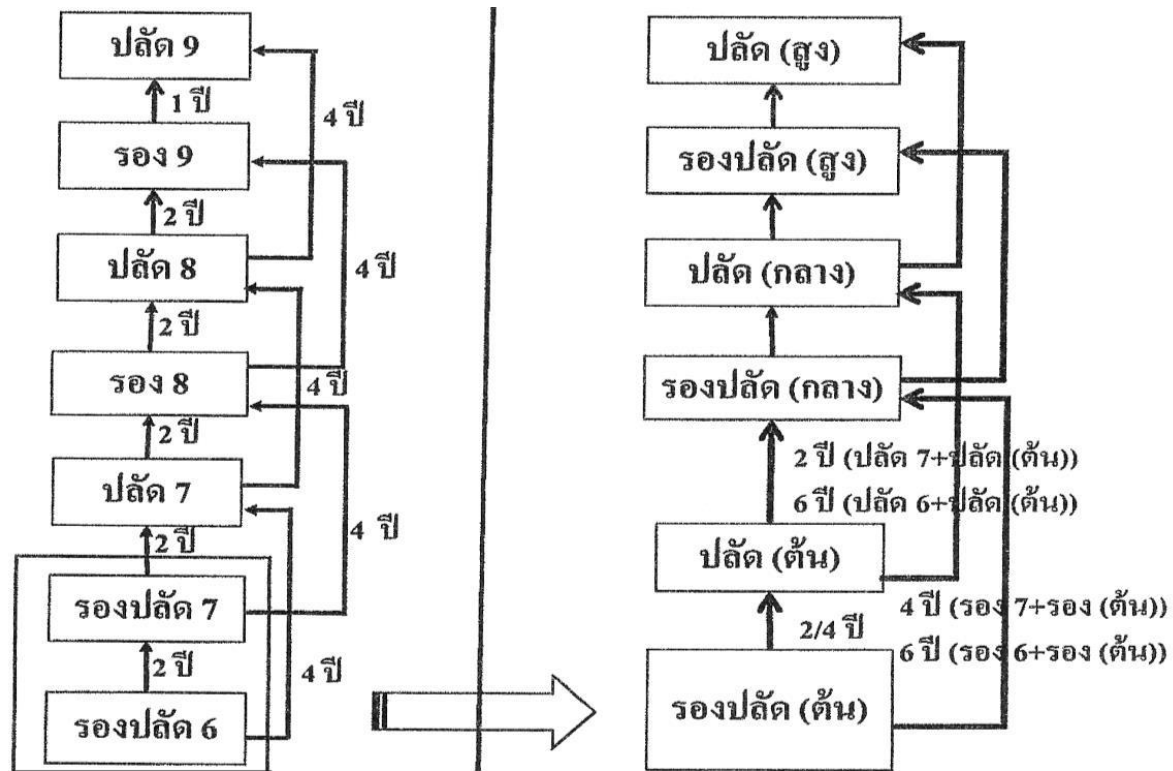 ปลัด 9
1 ปี
4 ปี
รอง 9
2 ปี
ปลัด 8
4 ปี
2 ปี
รอง 8
4 ปี
2 ปี
ปลัด 7
2 ปี
4 ปี
รองปลัด 7
2 ปี
4 ปี
รองปลัด 6
ปลัด (สูง)
รองปลัด (สูง)
ปลัด (กลาง)
รองปลัด (กลาง)
2 ปี (ปลัด 7+ปลัด (ต้น))
6 ปี (ปลัด 6+ปลัด (ต้น))
ปลัด (ต้น)
2/4 ปี
4 ปี (รอง 7+รอง (ต้น))
6 ปี (รอง 6+รอง (ต้น))
รองปลัด (ต้น)